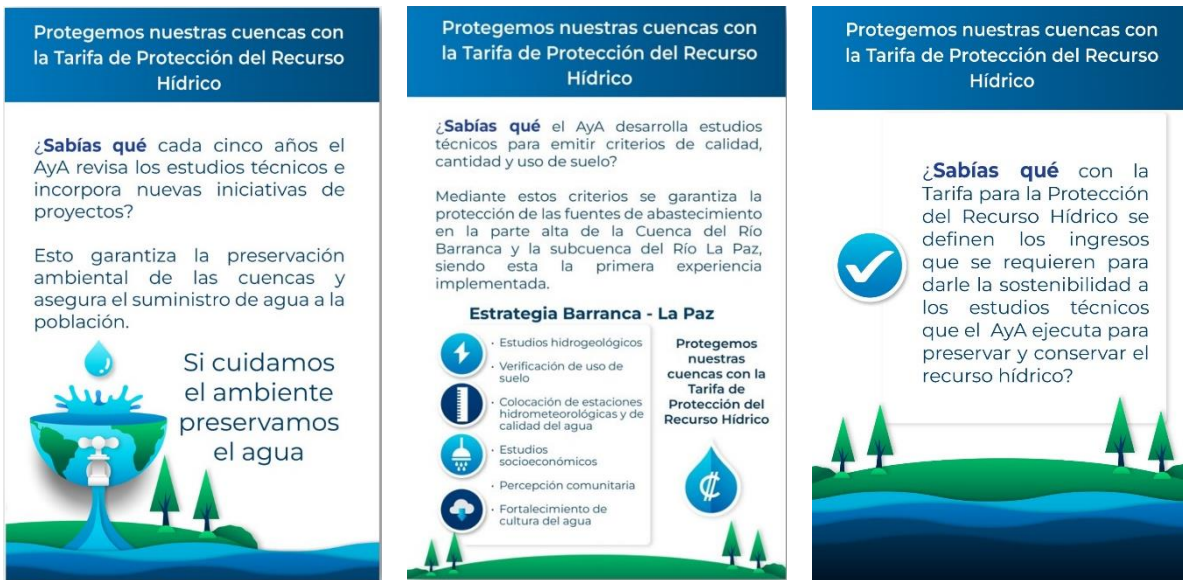 Protegemos nuestras cuencas con
la Tarifa de Protección del Recurso
Hídrico
¿Sabías qué cada cinco años el
AyA revisa los estudios técnicos e
incorpora nuevas iniciativas de
proyectos?
Esto garantiza la preservación
ambiental de las cuencas y
asegura el suministro de agua a la
población.
Si cuidamos
el ambiente
preservamos
el agua
Protegemos nuestras cuencas con
la Tarifa de Protección del Recurso
Hídrico
¿Sabías qué el AyA desarrolla estudios
técnicos para emitir criterios de calidad,
cantidad y uso de suelo?
Mediante estos criterios se garantiza la
protección de las fuentes de abastecimiento
en la parte alta de la Cuenca del Río
Barranca y la subcuenca del Río La Paz,
siendo esta la primera experiencia
implementada.
Estrategia Barranca - La Paz
· Estudios hidrogeológicos
· Verificación de uso de
suelo
· Colocación de estaciones
hidrometeorológicas y de
calidad del agua
· Estudios
socioeconómicos
· Percepción comunitaria
· Fortalecimiento de
cultura del agua
Protegemos
nuestras
cuencas con la
Tarifa de
Protección del
Recurso Hídrico
₡
Protegemos nuestras cuencas con
la Tarifa de Protección del Recurso
Hídrico
¿Sabías qué con la
Tarifa para la Protección
del Recurso Hídrico se
definen los ingresos
que se requieren para
darle la sostenibilidad a
los estudios técnicos
que el AyA ejecuta para
preservar y conservar el
recurso hídrico?